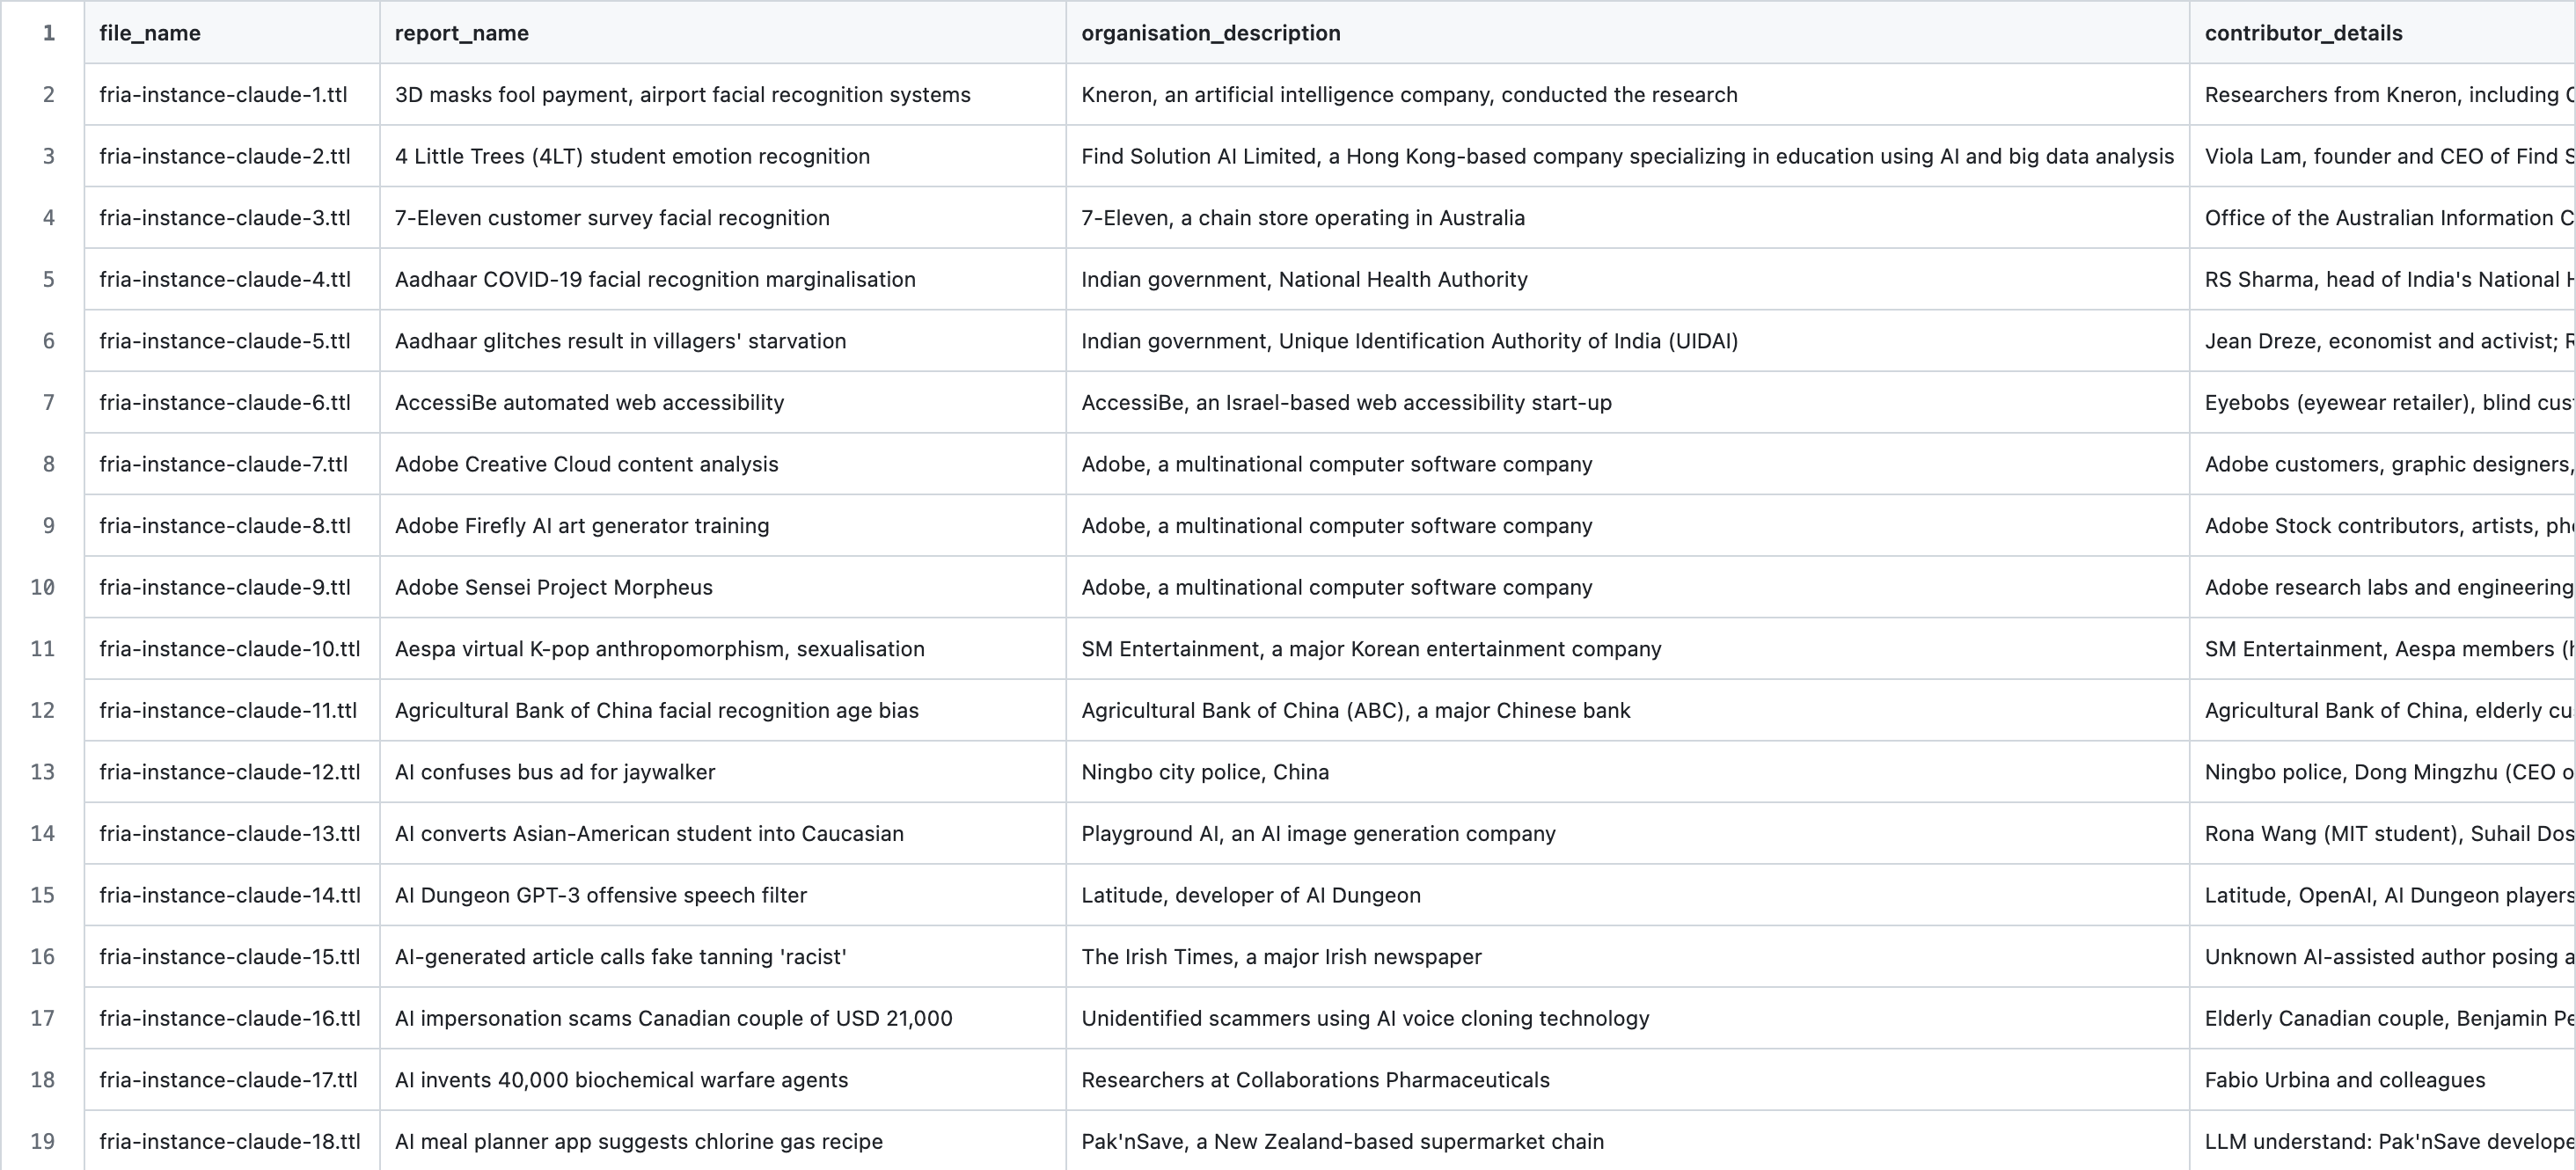 1 file_name report_name organisation_description contributor_details
2 fria-instance-claude-1.ttl 3D masks fool payment, airport facial recognition systems Kneron, an artificial intelligence company, conducted the research Researchers from Kneron, including
3 fria-instance-claude-2.ttl 4 Little Trees (4LT) student emotion recognition Find Solution AI Limited, a Hong Kong-based company specializing in education using AI and big data analysis Viola Lam, founder and CEO of Find
4 fria-instance-claude-3.ttl 7-Eleven customer survey facial recognition 7-Eleven, a chain store operating in Australia Office of the Australian Information
5 fria-instance-claude-4.ttl Aadhaar COVID-19 facial recognition marginalisation Indian government, National Health Authority RS Sharma, head of India's National
6 fria-instance-claude-5.ttl Aadhaar glitches result in villagers' starvation Indian government, Unique Identification Authority of India (UIDAI) Jean Dreze, economist and activist;
7 fria-instance-claude-6.ttl AccessiBe automated web accessibility AccessiBe, an Israel-based web accessibility start-up Eyebobs (eyewear retailer), blind cus
8 fria-instance-claude-7.ttl Adobe Creative Cloud content analysis Adobe, a multinational computer software company Adobe customers, graphic designers,
9 fria-instance-claude-8.ttl Adobe Firefly AI art generator training Adobe, a multinational computer software company Adobe Stock contributors, artists, ph
10 fria-instance-claude-9.ttl Adobe Sensei Project Morpheus Adobe, a multinational computer software company Adobe research labs and engineering
11 fria-instance-claude-10.ttl Aespa virtual K-pop anthropomorphism, sexualisation SM Entertainment, a major Korean entertainment company SM Entertainment, Aespa members
12 fria-instance-claude-11.ttl Agricultural Bank of China facial recognition age bias Agricultural Bank of China (ABC), a major Chinese bank Agricultural Bank of China, elderly cu
13 fria-instance-claude-12.ttl AI confuses bus ad for jaywalker Ningbo city police, China Ningbo police, Dong Mingzhu (CEO o
14 fria-instance-claude-13.ttl AI converts Asian-American student into Caucasian Playground AI, an AI image generation company Rona Wang (MIT student), Suhail Dos
15 fria-instance-claude-14.ttl AI Dungeon GPT-3 offensive speech filter Latitude, developer of AI Dungeon Latitude, OpenAI, AI Dungeon players
16 fria-instance-claude-15.ttl AI-generated article calls fake tanning 'racist' The Irish Times, a major Irish newspaper Unknown AI-assisted author posing a
17 fria-instance-claude-16.ttl AI impersonation scams Canadian couple of USD 21,000 Unidentified scammers using AI voice cloning technology Elderly Canadian couple, Benjamin Pe
18 fria-instance-claude-17.ttl AI invents 40,000 biochemical warfare agents Researchers at Collaborations Pharmaceuticals Fabio Urbina and colleagues
19 fria-instance-claude-18.ttl AI meal planner app suggests chlorine gas recipe Pak'nSave, a New Zealand-based supermarket chain LLM understand: Pak'nSave develope